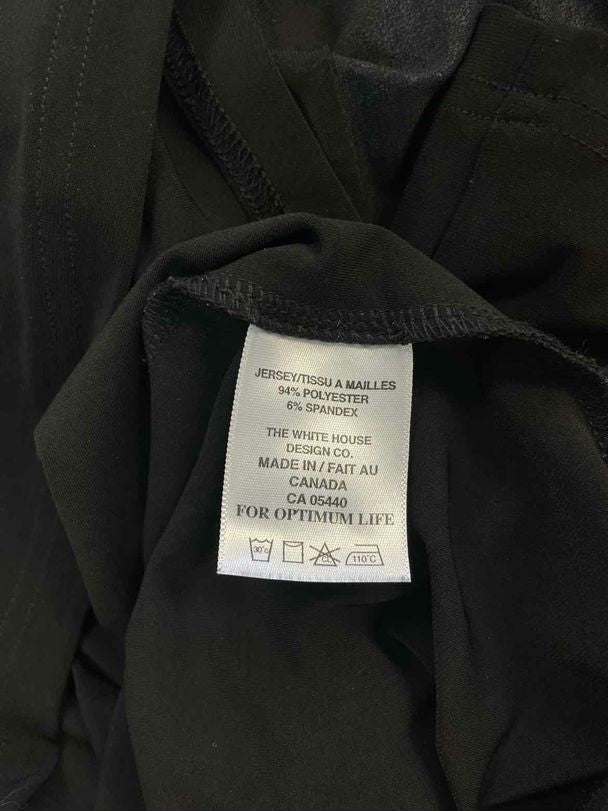 JERSEY/TISSU A MAILLES
94% POLYESTER
6% SPANDEX
THE WHITE HOUSE
DESIGN CO.
MADE IN / FAIT AU
CANADA
CA 05440
FOR OPTIMUM LIFE
30°c CL 110°C